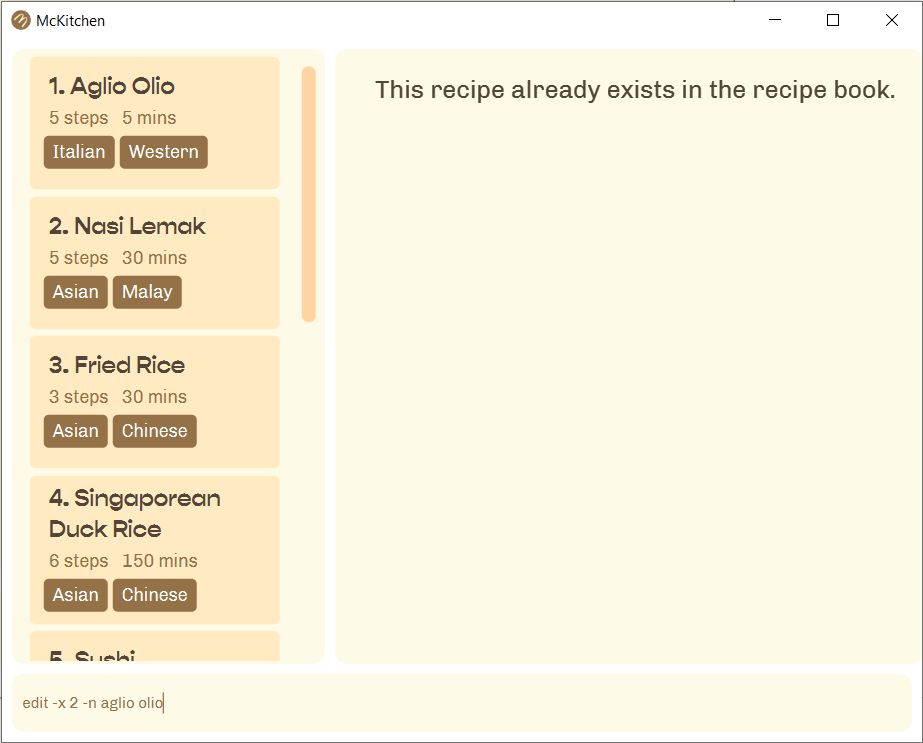 McKitchen
1. Aglio Olio
5 steps 5 mins
Italian Western
2. Nasi Lemak
5 steps 30 mins
Asian Malay
3. Fried Rice
3 steps 30 mins
Asian Chinese
4. Singaporean
Duck Rice
6 steps 150 mins
Asian Chinese
5. Sushi
This recipe already exists in the recipe book.
edit -x 2 -n aglio olio